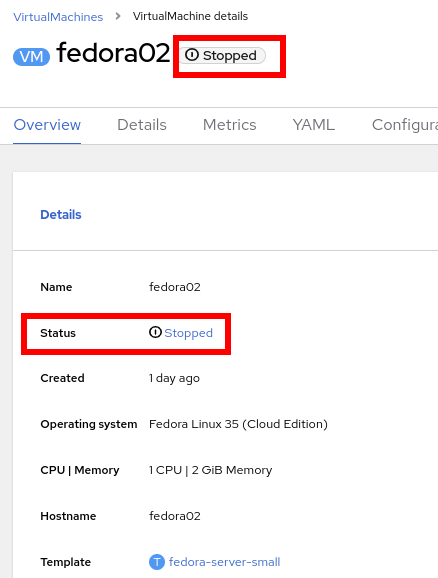 VirtualMachines > VirtualMachine details
VM fedora02 Stopped
Overview Details Metrics YAML Configura
Details
Name fedora02
Status Stopped
Created 1 day ago
Operating system Fedora Linux 35 (Cloud Edition)
CPU | Memory 1 CPU | 2 GiB Memory
Hostname fedora02
Template T fedora-server-small